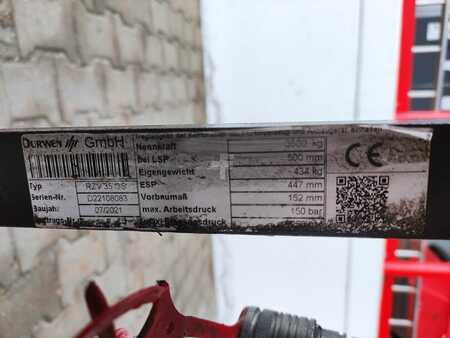 DURWEN GmbH
Typ RZV 35 GS
Serien-Nr. D22108083
Baujahr: 07/2021
Nennkraft 3500 kg
bei LSP 500 mm
Eigengewicht 434 kg
ESP 447 mm
Vorbaumaß 152 mm
max. Arbeitsdruck 150 bar
CE